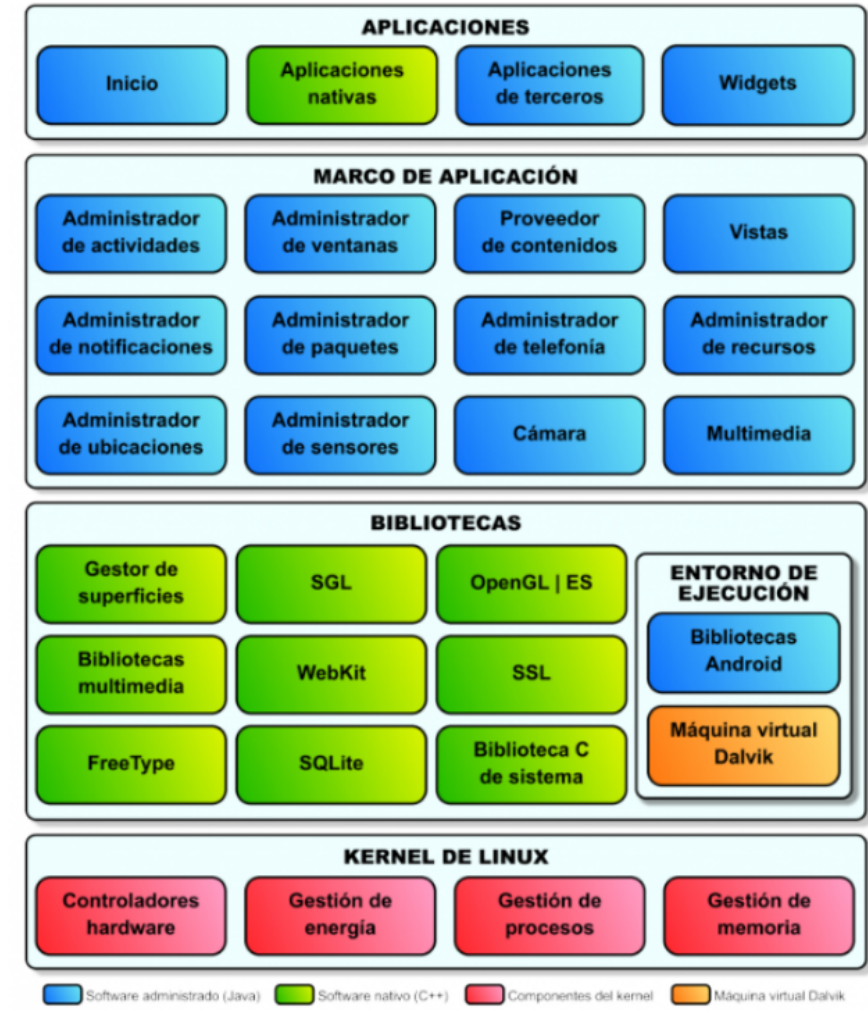 APLICACIONES
Inicio
Aplicaciones
nativas
Aplicaciones
de terceros
Widgets
MARCO DE APLICACIÓN
Administrador
de actividades
Administrador
de ventanas
Proveedor
de contenidos
Vistas
Administrador
de notificaciones
Administrador
de paquetes
Administrador
de telefonía
Administrador
de recursos
Administrador
de ubicaciones
Administrador
de sensores
Cámara
Multimedia
BIBLIOTECAS
Gestor de
superficies
SGL
OpenGL | ES
Bibliotecas
multimedia
WebKit
SSL
FreeType
SQLite
Biblioteca C
de sistema
ENTORNO DE
EJECUCIÓN
Bibliotecas
Android
Máquina virtual
Dalvik
KERNEL DE LINUX
Controladores
hardware
Gestión de
energía
Gestión de
procesos
Gestión de
memoria
Software administrado (Java)
Software nativo (C++)
Componentes del kernel
Máquina virtual Dalvik